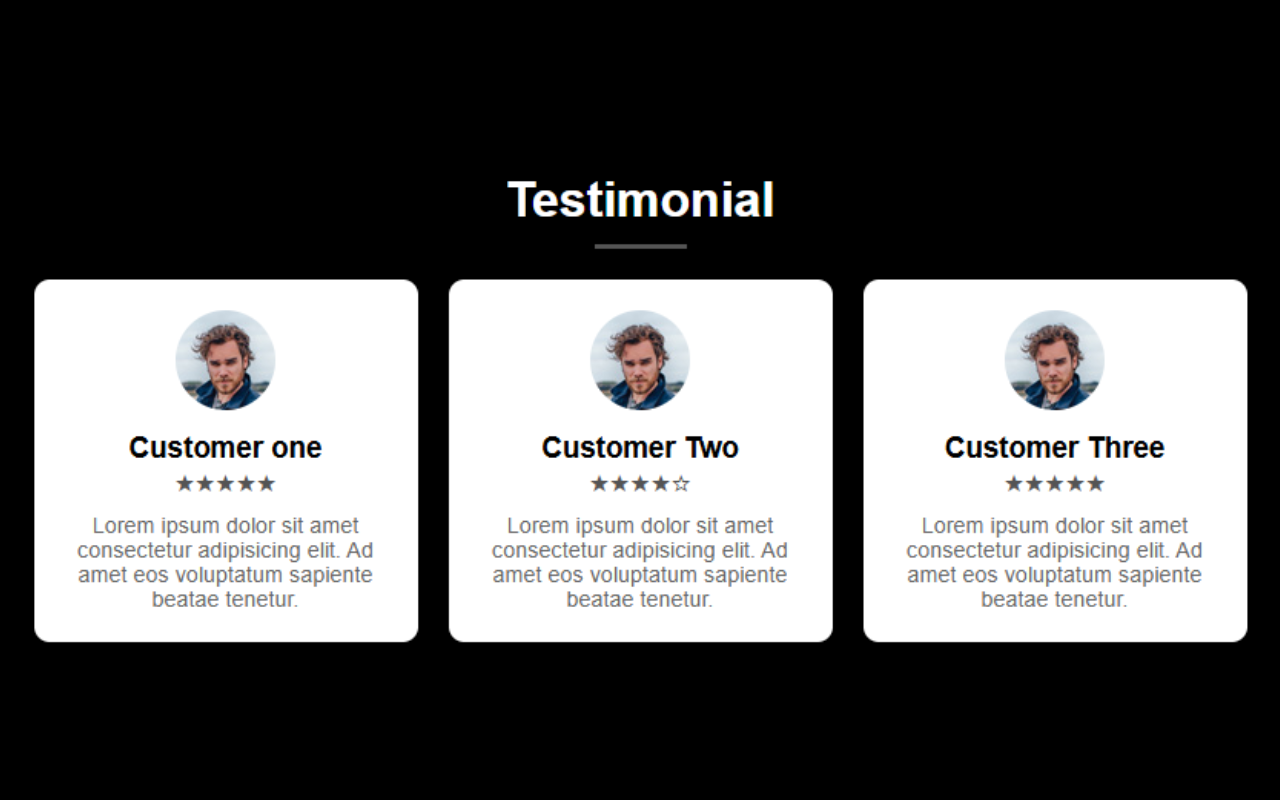 Testimonial
Customer one
★★★★★
Lorem ipsum dolor sit amet
consectetur adipisicing elit. Ad
amet eos voluptatum sapiente
beatae tenetur.
Customer Two
★★★★☆
Lorem ipsum dolor sit amet
consectetur adipisicing elit. Ad
amet eos voluptatum sapiente
beatae tenetur.
Customer Three
★★★★★
Lorem ipsum dolor sit amet
consectetur adipisicing elit. Ad
amet eos voluptatum sapiente
beatae tenetur.